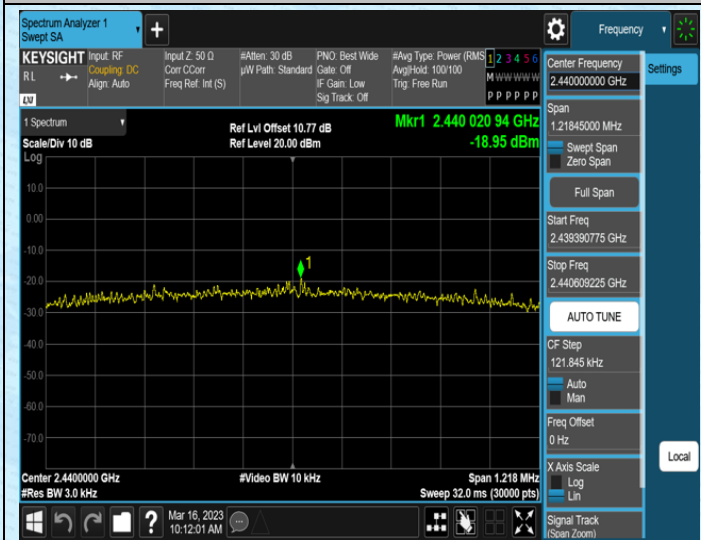 Spectrum Analyzer 1
Swept SA
Frequency
KEYSIGHT
RL
LXI
Input: RF
Coupling: DC
Align: Auto
Input Z: 50 Ω
Corr CCorr
Freq Ref: Int (S)
#Atten: 30 dB
µW Path: Standard
PNO: Best Wide
Gate: Off
IF Gain: Low
Sig Track: Off
#Avg Type: Power (RMS
Avg|Hold: 100/100
Trig: Free Run
1 2 3 4 5 6
M W W W W W
P P P P P P
1 Spectrum
Scale/Div 10 dB
Log
Ref Lvl Offset 10.77 dB
Ref Level 20.00 dBm
Mkr1 2.440 020 94 GHz
-18.95 dBm
10.0
0.00
-10.0
-20.0
-30.0
-40.0
-50.0
-60.0
-70.0
1
Center 2.4400000 GHz
#Res BW 3.0 kHz
#Video BW 10 kHz
Span 1.218 MHz
Sweep 32.0 ms (30000 pts)
Center Frequency
2.440000000 GHz
Settings
Span
1.21845000 MHz
Swept Span
Zero Span
Full Span
Start Freq
2.439390775 GHz
Stop Freq
2.440609225 GHz
AUTO TUNE
CF Step
121.845 kHz
Auto
Man
Freq Offset
0 Hz
X Axis Scale
Log
Lin
Local
Signal Track
(Span Zoom)
?
Mar 16, 2023
10:12:01 AM